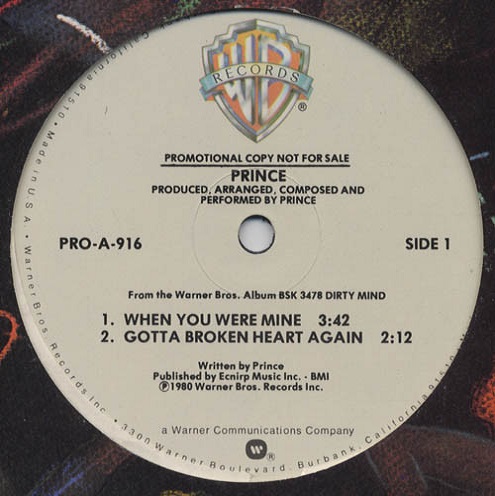 RECORDS
®
PROMOTIONAL COPY NOT FOR SALE
PRINCE
PRODUCED, ARRANGED, COMPOSED AND
PERFORMED BY PRINCE
PRO-A-916
SIDE 1
From the Warner Bros. Album BSK 3478 DIRTY MIND
1. WHEN YOU WERE MINE 3:42
2. GOTTA BROKEN HEART AGAIN 2:12
Written by Prince
Published by Ecnirp Music Inc. - BMI
℗1980 Warner Bros. Records Inc.
a Warner Communications Company
®
California 91510 • Made in U.S.A. • Warner Bros. Records Inc. • 3300 Warner Boulevard, Burbank, California